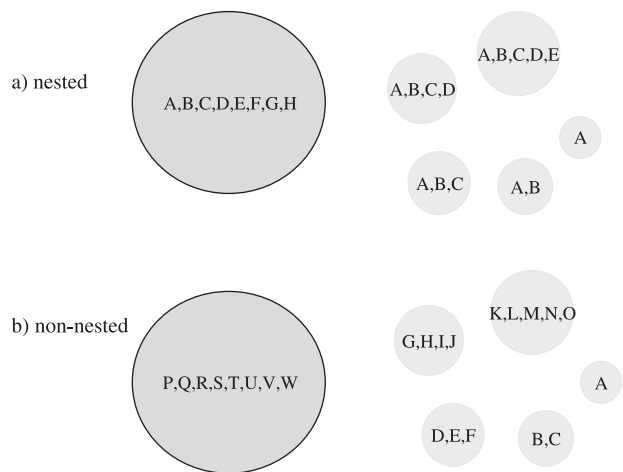 a) nested
A,B,C,D,E,F,G,H
A,B,C,D
A,B,C,D,E
A
A,B,C
A,B
b) non-nested
P,Q,R,S,T,U,V,W
G,H,I,J
K,L,M,N,O
A
D,E,F
B,C